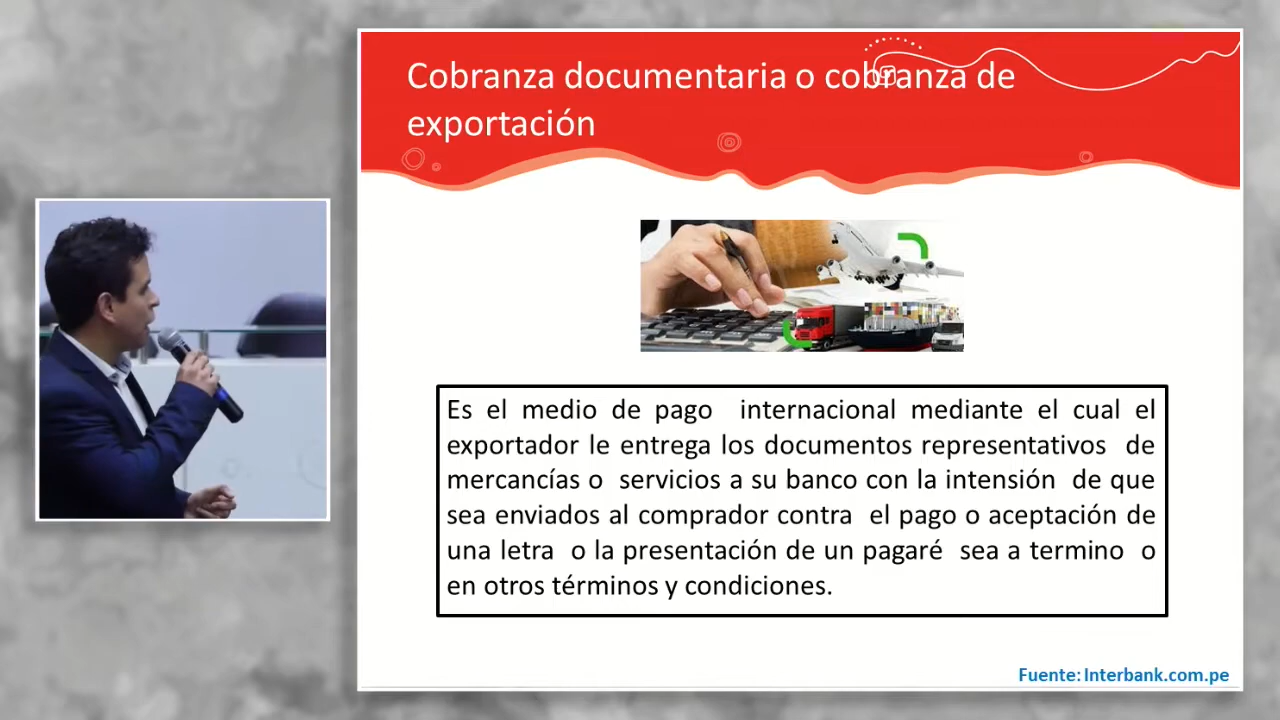 Cobranza documentaria o cobranza de
exportación
Es el medio de pago internacional mediante el cual el
exportador le entrega los documentos representativos de
mercancías o servicios a su banco con la intensión de que
sea enviados al comprador contra el pago o aceptación de
una letra o la presentación de un pagaré sea a termino o
en otros términos y condiciones.
Fuente: Interbank.com.pe